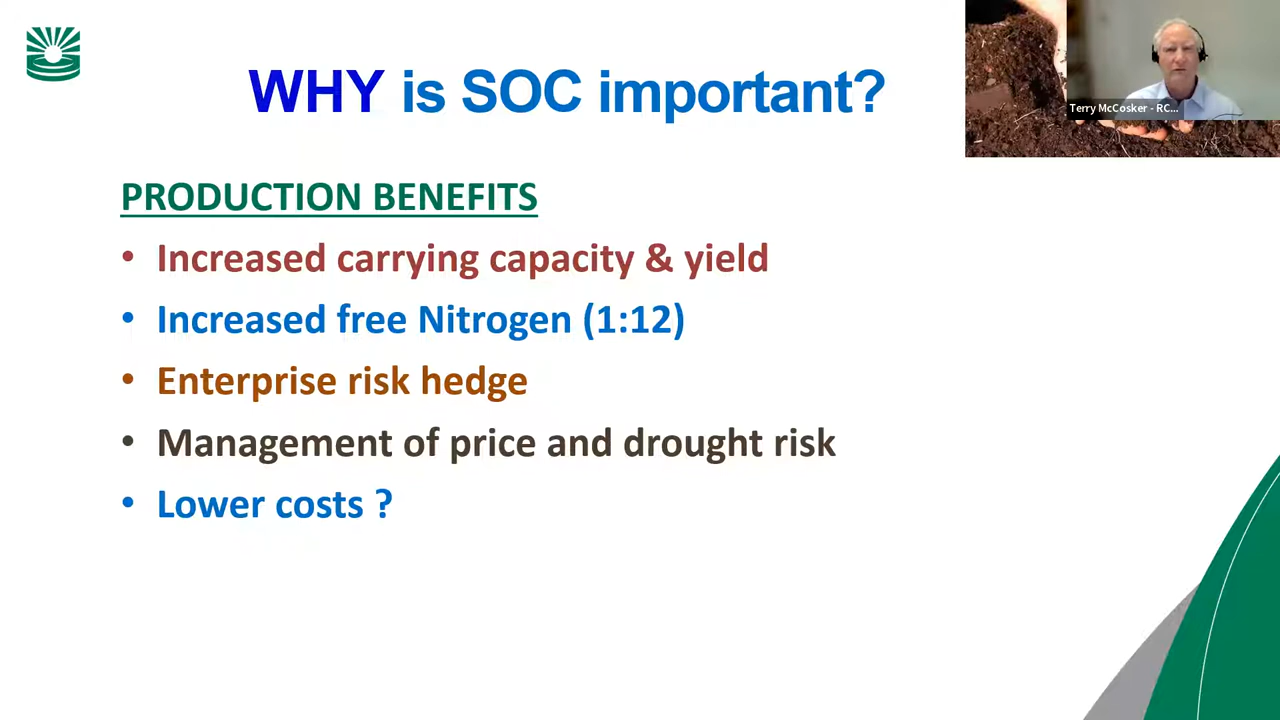 WHY is SOC important?
Terry McCosker - RC...
PRODUCTION BENEFITS
• Increased carrying capacity & yield
• Increased free Nitrogen (1:12)
• Enterprise risk hedge
• Management of price and drought risk
• Lower costs ?